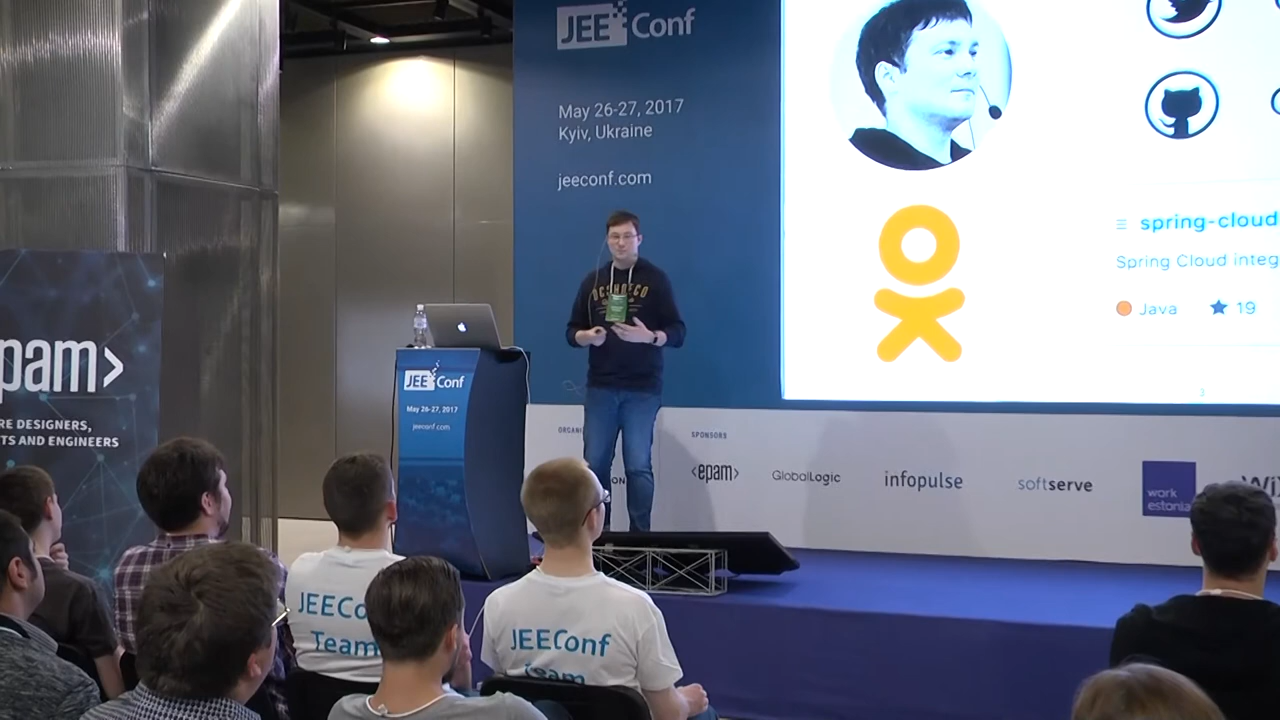 JEE Conf
May 26-27, 2017
Kyiv, Ukraine
jeeconf.com
spring-cloud
Spring Cloud integ
Java 19
3
epam>
RE DESIGNERS,
TS AND ENGINEERS
JEE Conf
May 26-27, 2017
jeeconf.com
SPONSORS
<epam>
GlobalLogic
infopulse
softserve
work
estonia
JEECo
Team
JEEConf
Team